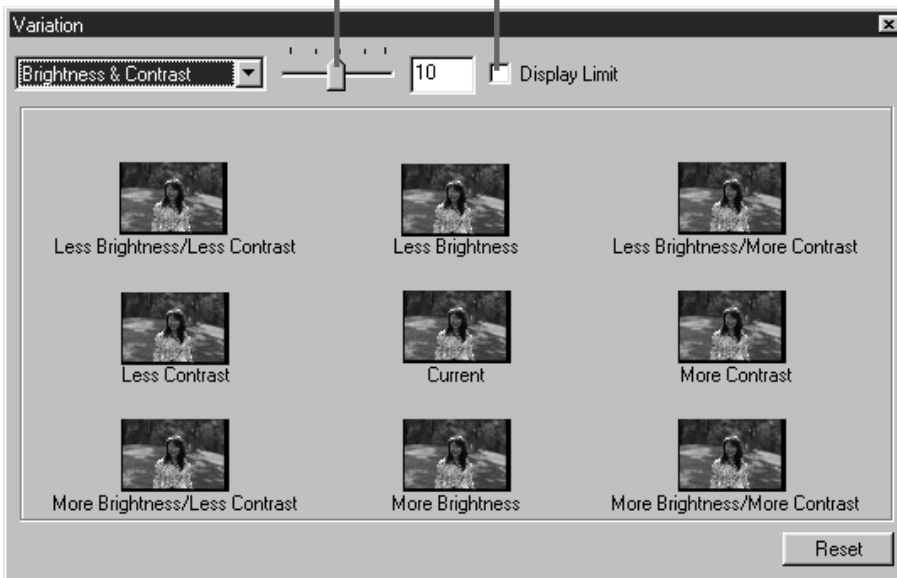 Variation
Brightness & Contrast 10 Display Limit
Less Brightness/Less Contrast Less Brightness Less Brightness/More Contrast
Less Contrast Current More Contrast
More Brightness/Less Contrast More Brightness More Brightness/More Contrast
Reset